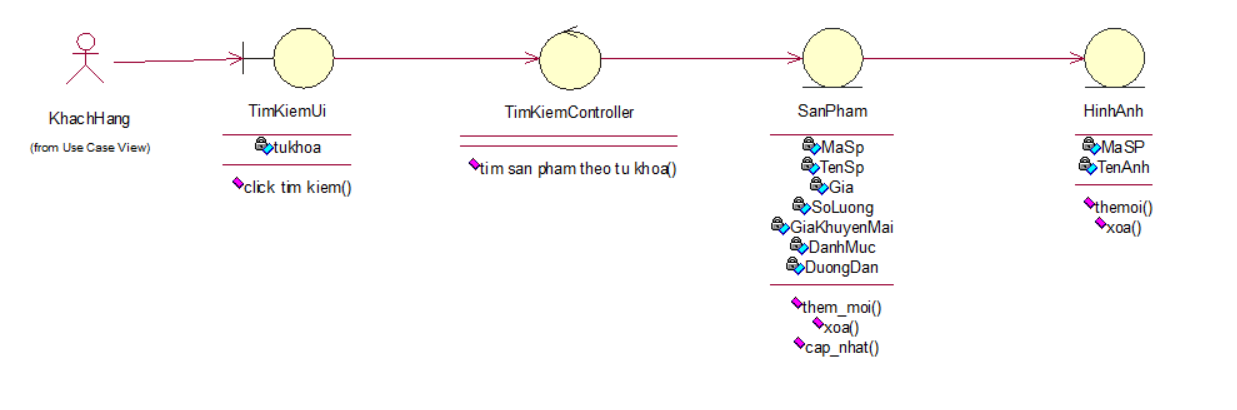 KhachHang
(from Use Case View)
TimKiemUi
tukhoa
click tim kiem()
TimKiemController
tim san pham theo tu khoa()
SanPham
MaSp
TenSp
Gia
SoLuong
GiaKhuyenMai
DanhMuc
DuongDan
them_moi()
xoa()
cap_nhat()
HinhAnh
MaSP
TenAnh
themoi()
xoa()